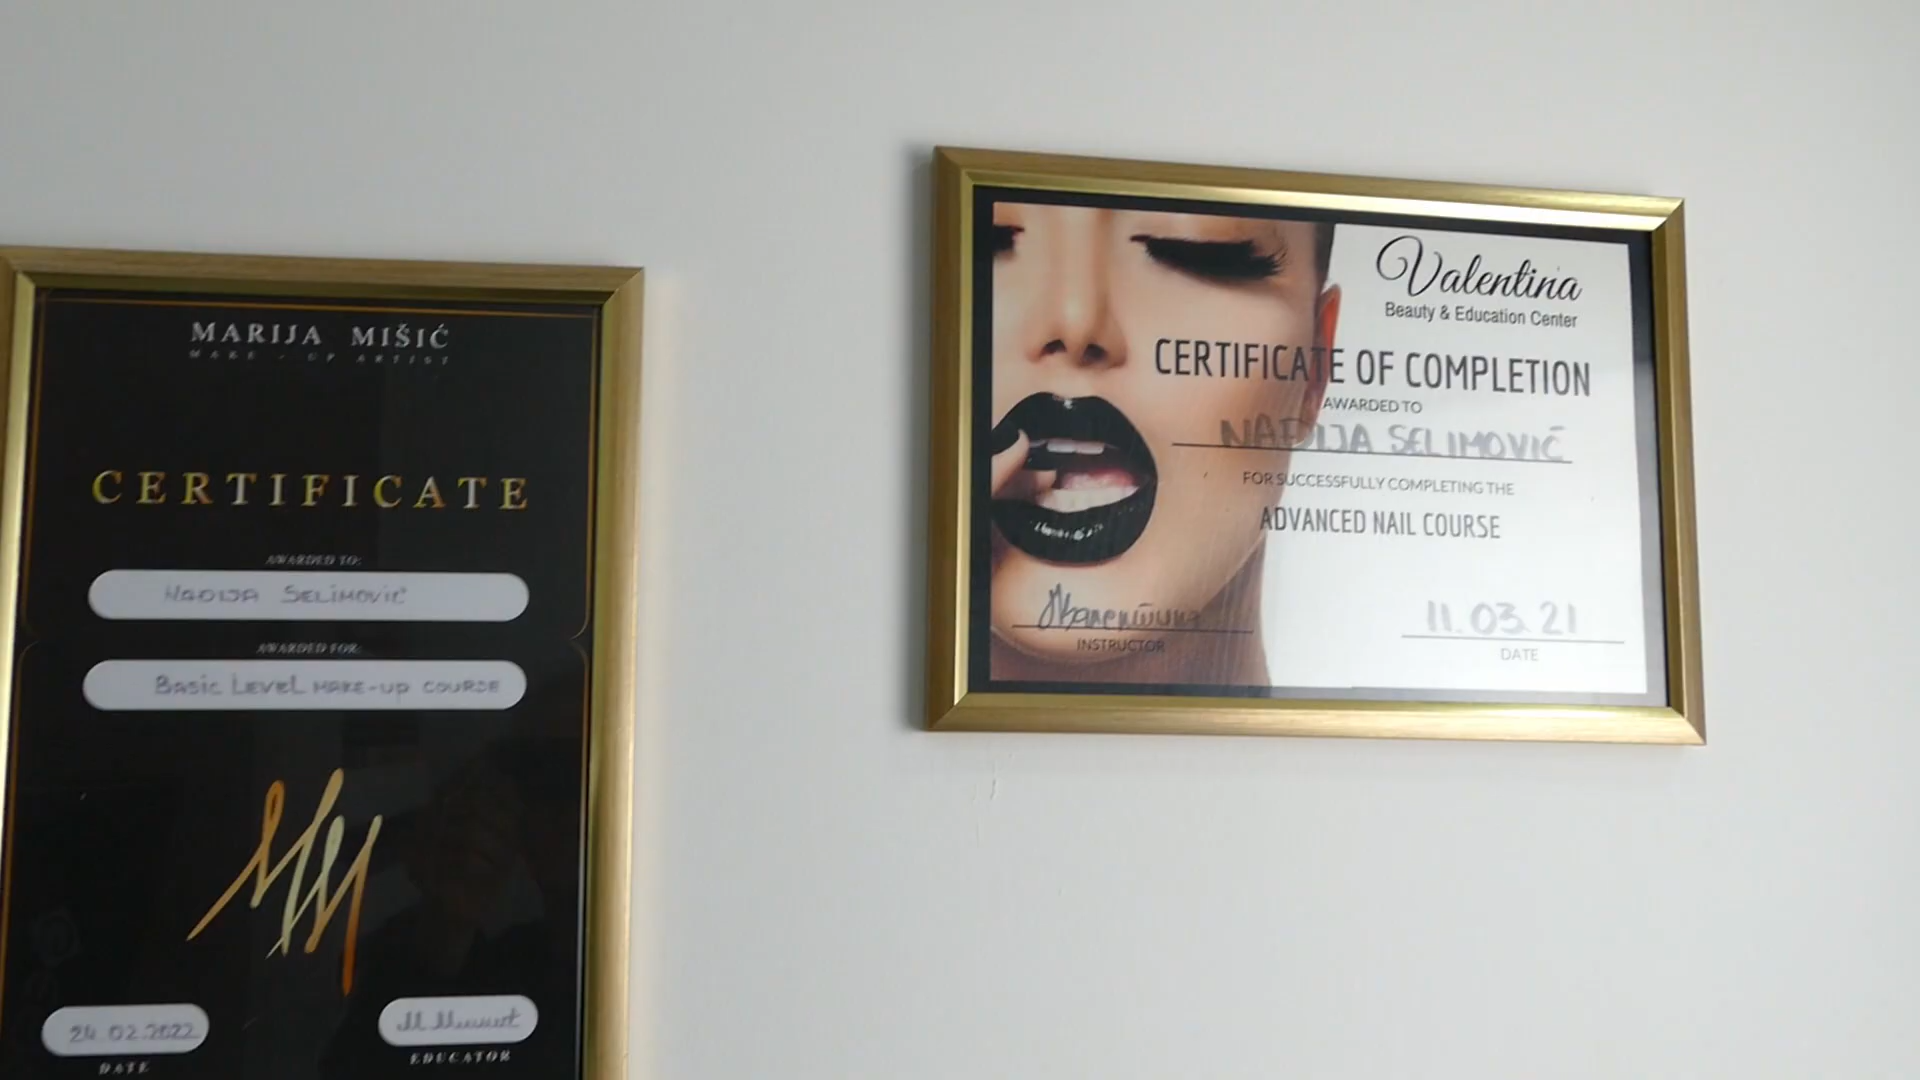 MARIJA MIŠIĆ
MAKE - UP ARTIST
CERTIFICATE
AWARDED TO:
NADIJA SELIMOVIĆ
AWARDED FOR:
BASIC LEVEL MAKE-UP COURSE
24.02.2022
DATE
EDUCATOR
Valentina
Beauty & Education Center
CERTIFICATE OF COMPLETION
AWARDED TO
NADIJA SELIMOVIĆ
FOR SUCCESSFULLY COMPLETING THE
ADVANCED NAIL COURSE
INSTRUCTOR
11.03.21
DATE